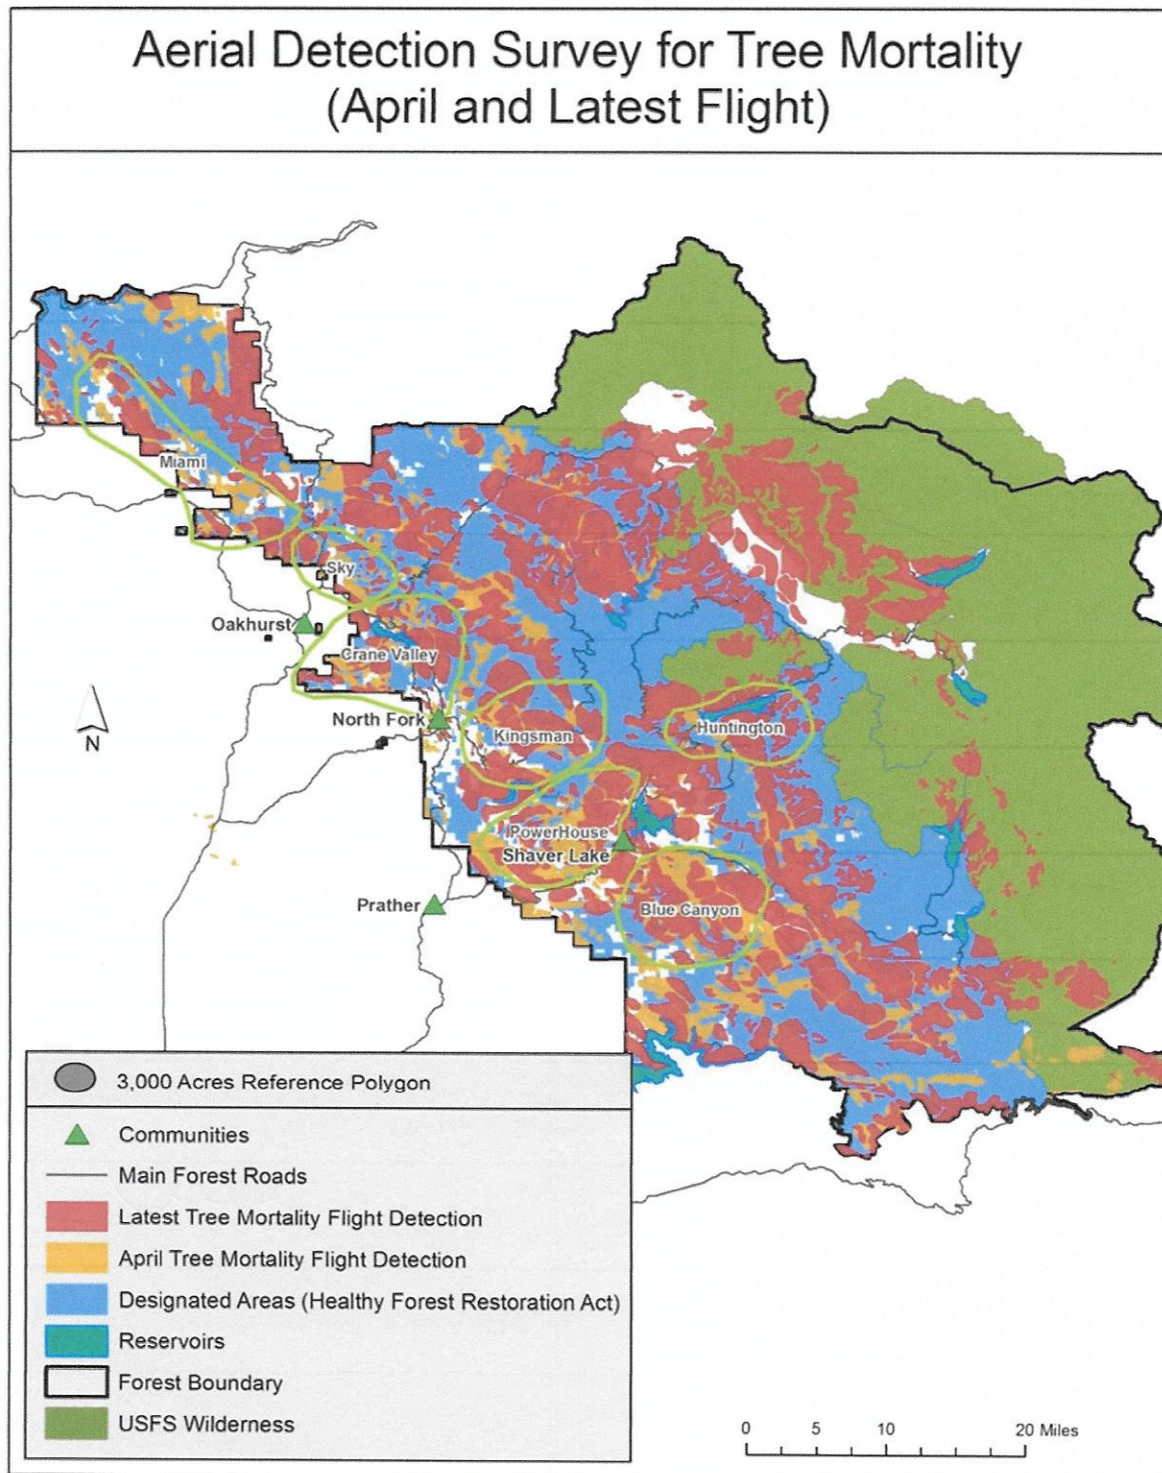 Aerial Detection Survey for Tree Mortality
(April and Latest Flight)
Miami
Sky
Oakhurst
Crane Valley
North Fork
Kingsman
Huntington
N
PowerHouse
Shaver Lake
Prather
Blue Canyon
3,000 Acres Reference Polygon
Communities
Main Forest Roads
Latest Tree Mortality Flight Detection
April Tree Mortality Flight Detection
Designated Areas (Healthy Forest Restoration Act)
Reservoirs
Forest Boundary
USFS Wilderness
0 5 10 20 Miles